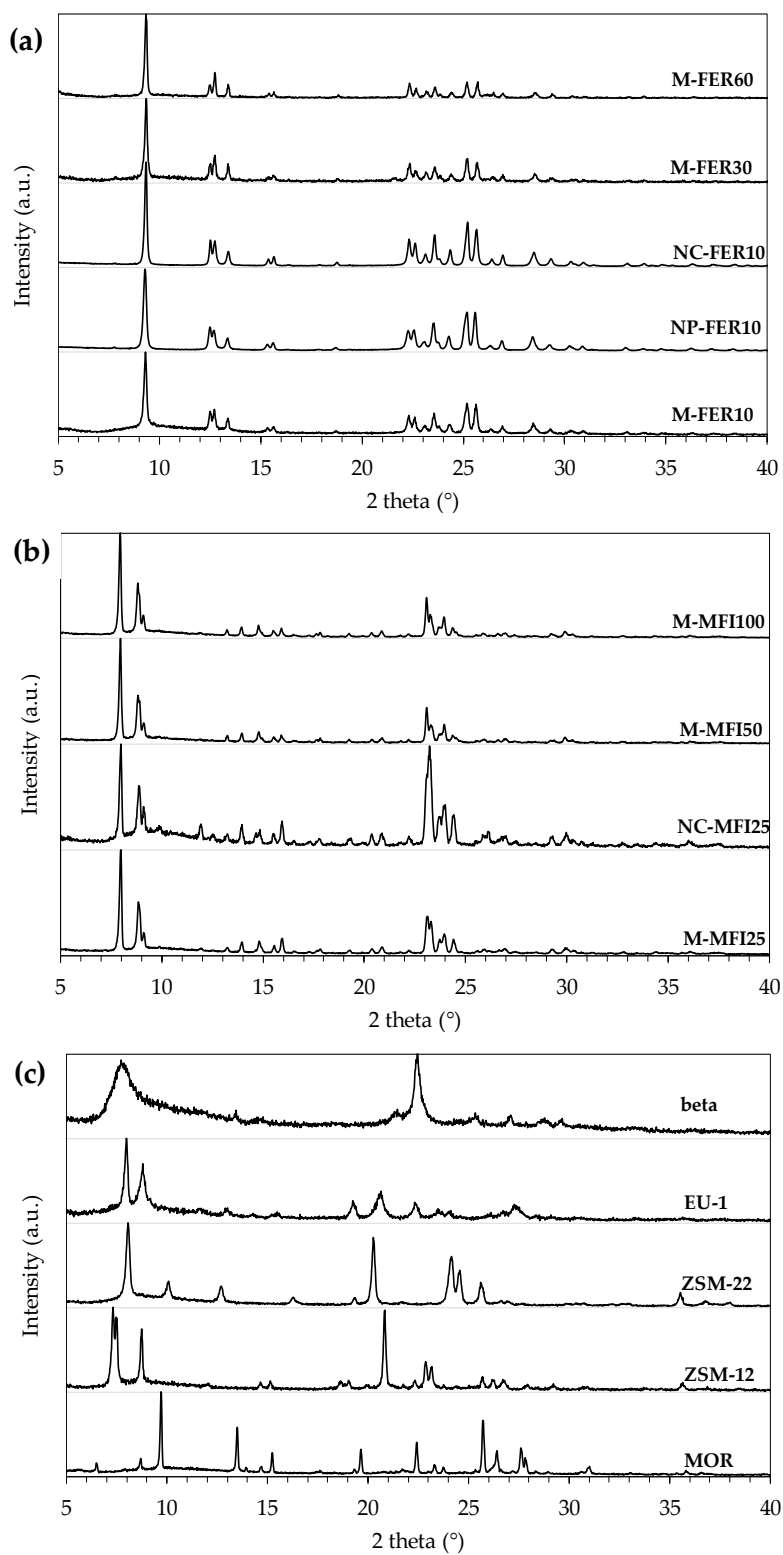 (a)
M-FER60
M-FER30
NC-FER10
NP-FER10
M-FER10
Intensity (a.u.)
5 10 15 20 25 30 35 40
2 theta (°)
(b)
M-MFI100
M-MFI50
NC-MFI25
M-MFI25
Intensity (a.u.)
5 10 15 20 25 30 35 40
2 theta (°)
(c)
beta
EU-1
ZSM-22
ZSM-12
MOR
Intensity (a.u.)
5 10 15 20 25 30 35 40
2 theta (°)